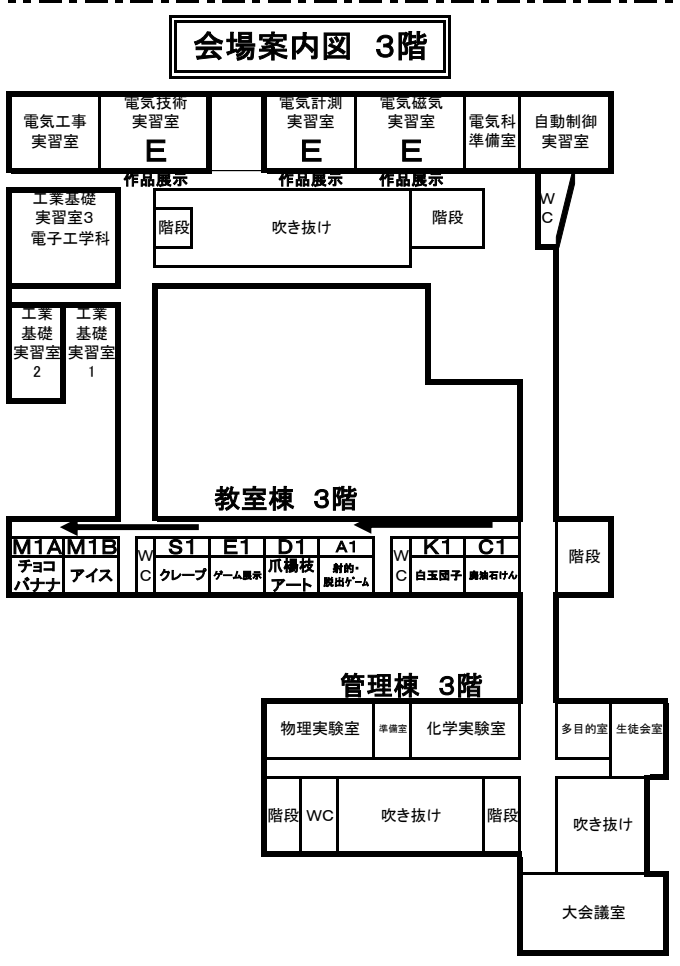 会場案内図　３階
電気工事
実習室
電気技術
実習室
E
作品展示
電気計測
実習室
E
作品展示
電気磁気
実習室
E
作品展示
電気科
準備室
自動制御
実習室
工業基礎
実習室３
電子工学科
階段
吹き抜け
階段
W
C
工業
基礎
実習室
2
工業
基礎
実習室
1
教室棟　３階
M1A
チョコ
バナナ
M1B
アイス
W
C
S1
クレープ
E1
ゲーム展示
D1
爪楊枝
アート
A1
射的・
脱出ｹﾞｰﾑ
W
C
K1
白玉団子
C1
廃油石けん
階段
管理棟　３階
物理実験室
準備室
化学実験室
多目的室
生徒会室
階段
WC
吹き抜け
階段
吹き抜け
大会議室